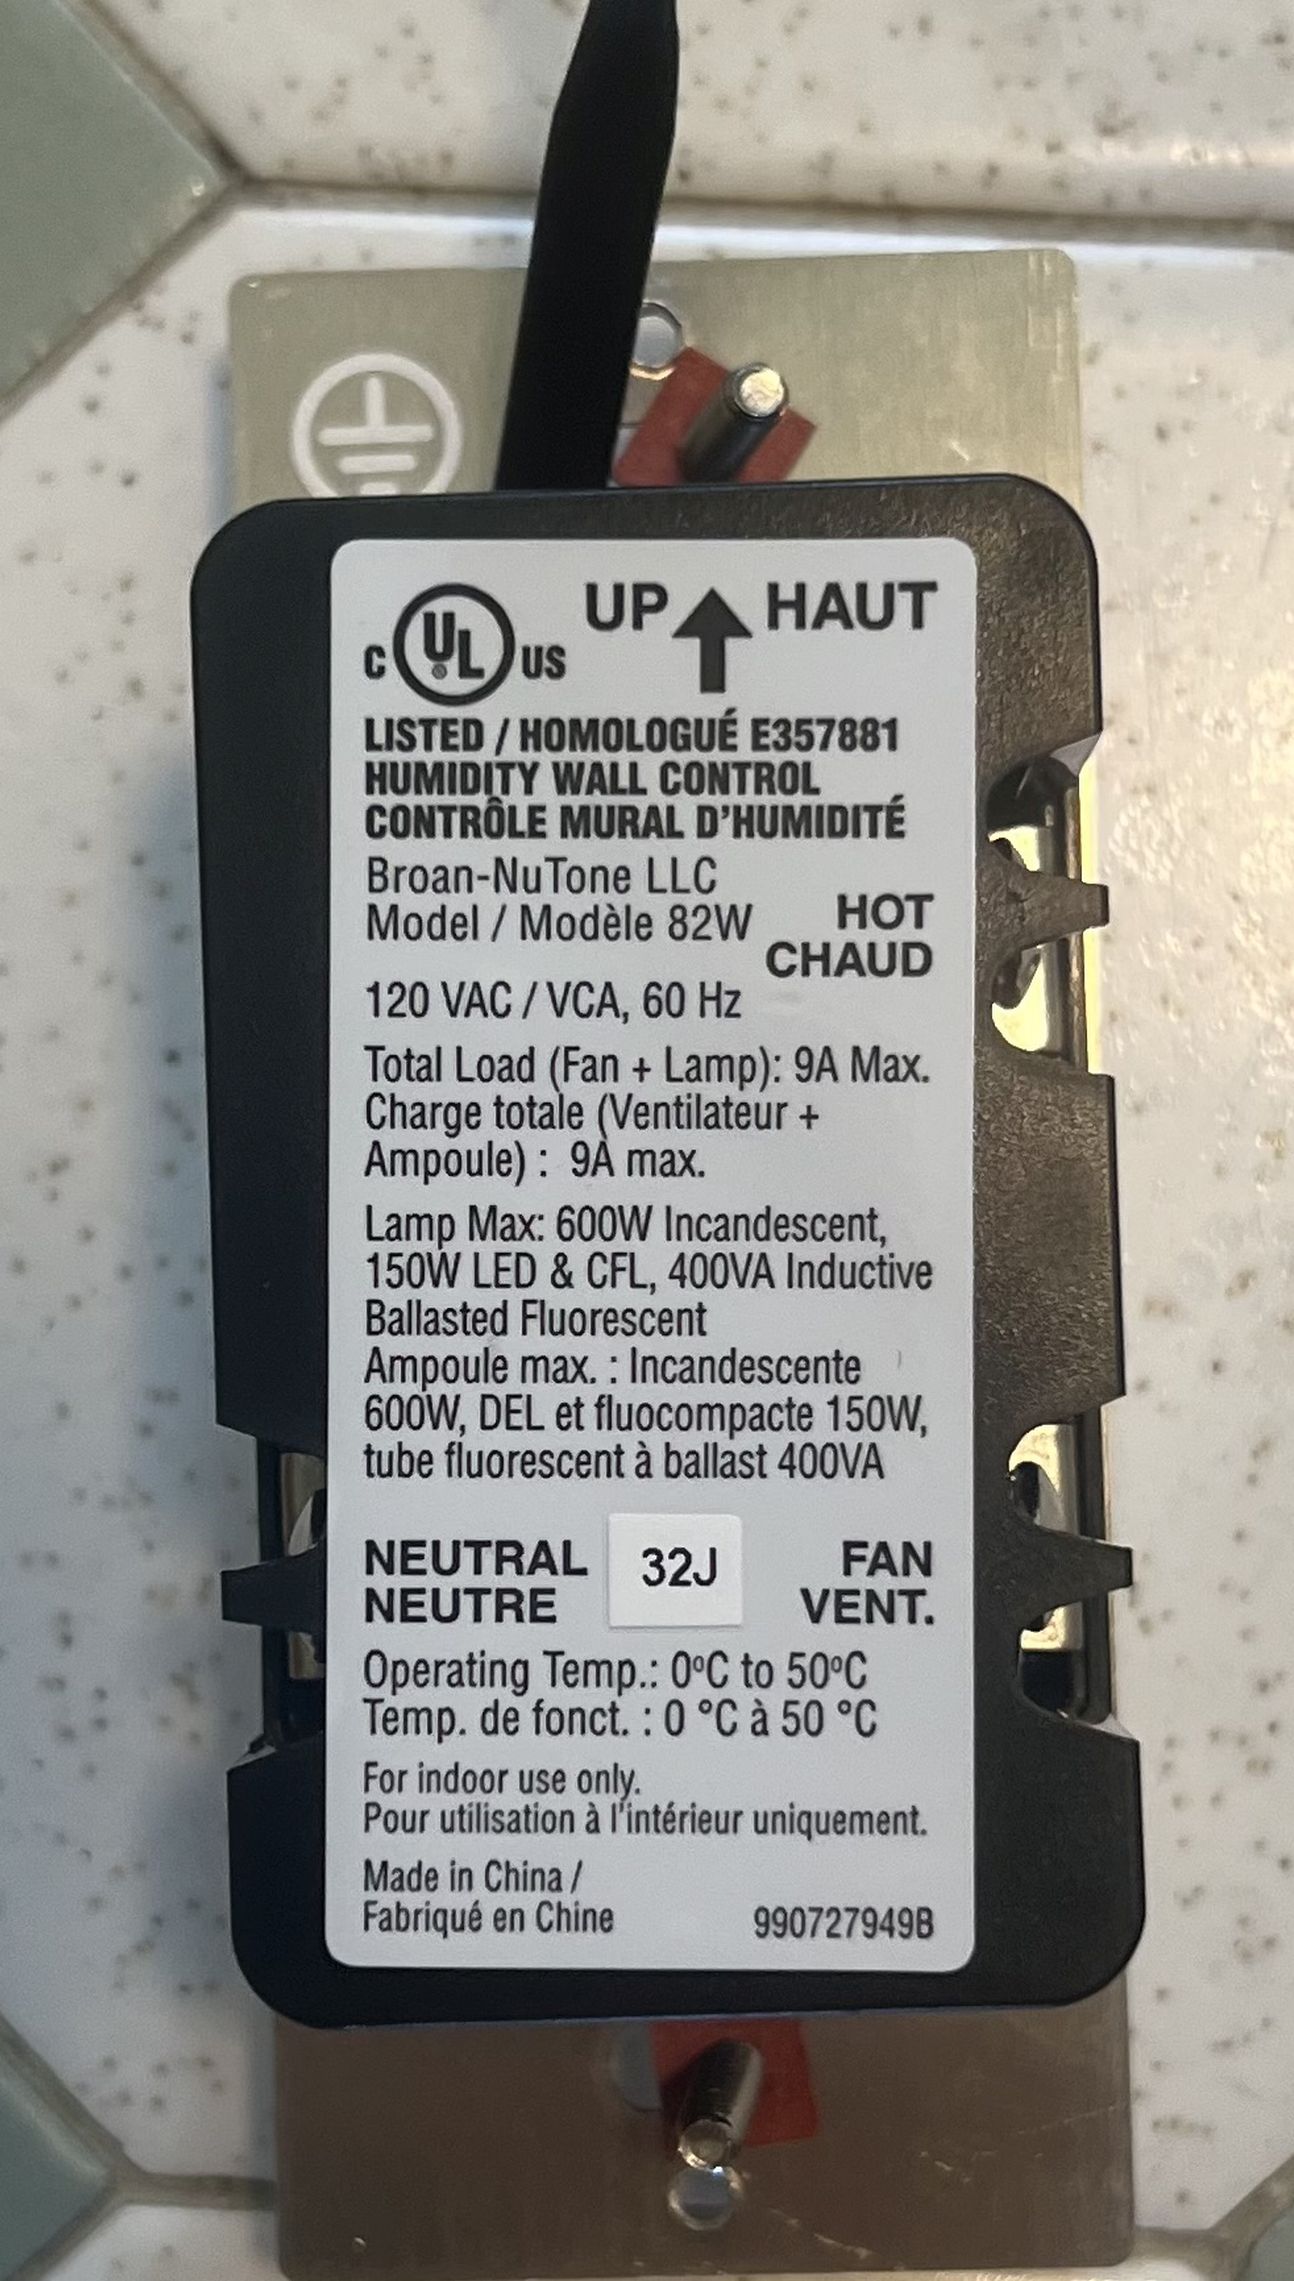 UP HAUT
C UL® US
LISTED / HOMOLOGUÉ E357881
HUMIDITY WALL CONTROL
CONTRÔLE MURAL D'HUMIDITÉ
Broan-NuTone LLC
Model / Modèle 82W
HOT
CHAUD
120 VAC / VCA, 60 Hz
Total Load (Fan + Lamp): 9A Max.
Charge totale (Ventilateur +
Ampoule) : 9A max.
Lamp Max: 600W Incandescent,
150W LED & CFL, 400VA Inductive
Ballasted Fluorescent
Ampoule max. : Incandescente
600W, DEL et fluocompacte 150W,
tube fluorescent à ballast 400VA
NEUTRAL
NEUTRE
32J
FAN
VENT.
Operating Temp.: 0ºC to 50ºC
Temp. de fonct. : 0 °C à 50 °C
For indoor use only.
Pour utilisation à l'intérieur uniquement.
Made in China /
Fabriqué en Chine
990727949B